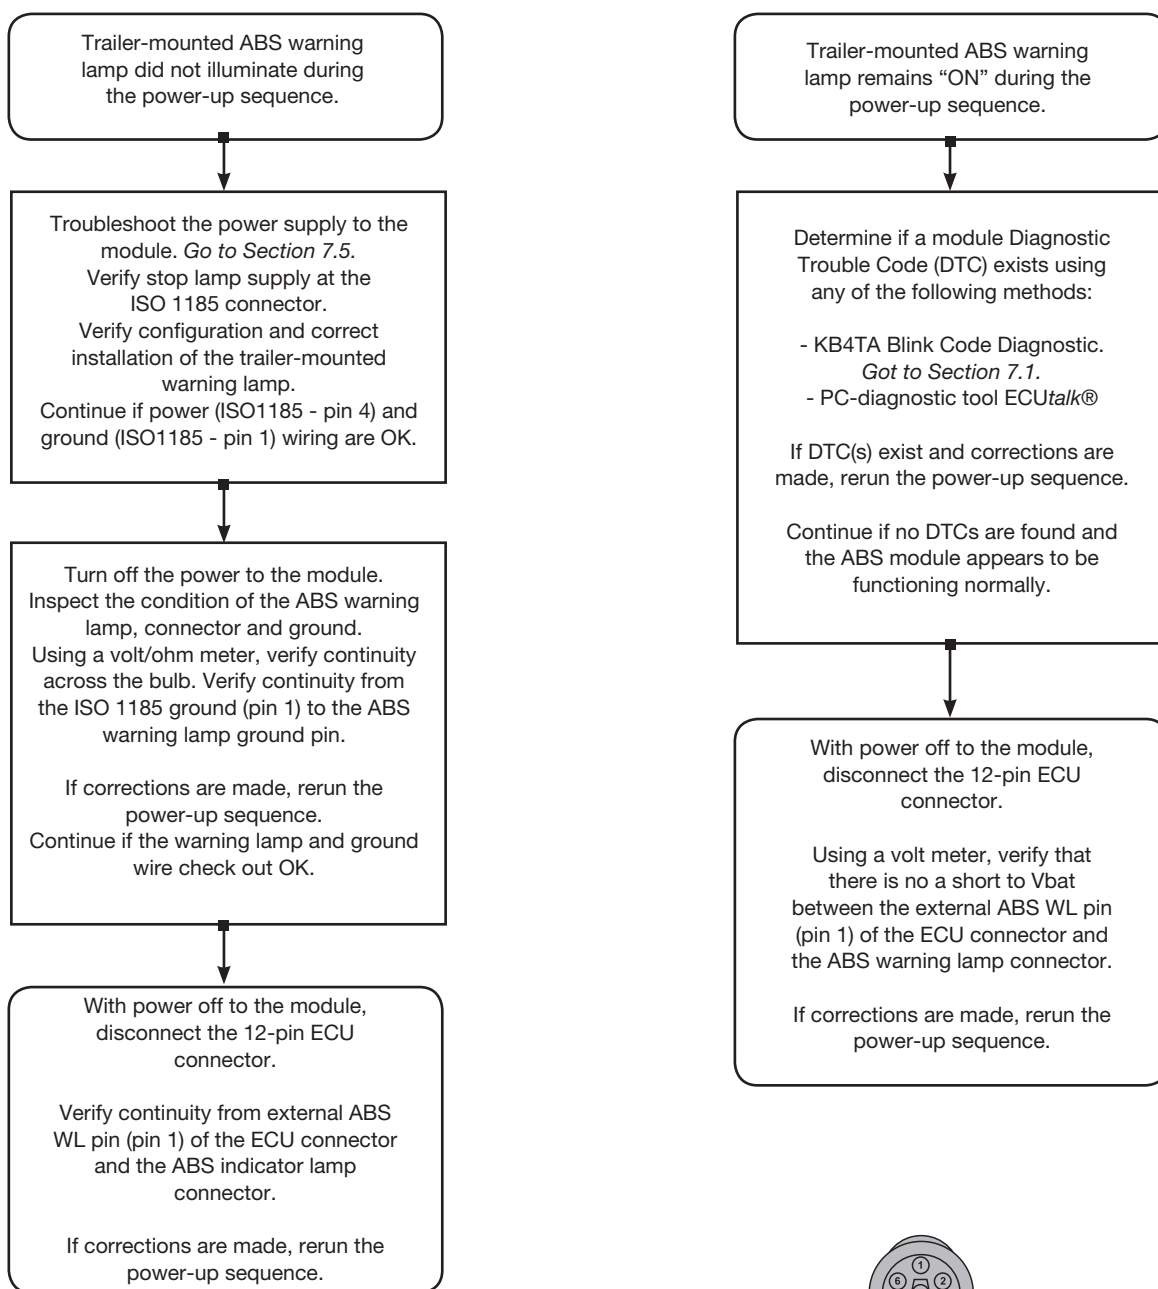 Trailer-mounted ABS warning
lamp did not illuminate during
the power-up sequence.
Troubleshoot the power supply to the
module. Go to Section 7.5.
Verify stop lamp supply at the
ISO 1185 connector.
Verify configuration and correct
installation of the trailer-mounted
warning lamp.
Continue if power (ISO1185 - pin 4) and
ground (ISO1185 - pin 1) wiring are OK.
Turn off the power to the module.
Inspect the condition of the ABS warning
lamp, connector and ground.
Using a volt/ohm meter, verify continuity
across the bulb. Verify continuity from
the ISO 1185 ground (pin 1) to the ABS
warning lamp ground pin.
If corrections are made, rerun the
power-up sequence.
Continue if the warning lamp and ground
wire check out OK.
With power off to the module,
disconnect the 12-pin ECU
connector.
Verify continuity from external ABS
WL pin (pin 1) of the ECU connector
and the ABS indicator lamp
connector.
If corrections are made, rerun the
power-up sequence.
Trailer-mounted ABS warning
lamp remains “ON” during the
power-up sequence.
Determine if a module Diagnostic
Trouble Code (DTC) exists using
any of the following methods:
- KB4TA Blink Code Diagnostic.
Got to Section 7.1.
- PC-diagnostic tool ECUtalk®
If DTC(s) exist and corrections are
made, rerun the power-up sequence.
Continue if no DTCs are found and
the ABS module appears to be
functioning normally.
With power off to the module,
disconnect the 12-pin ECU
connector.
Using a volt meter, verify that
there is no a short to Vbat
between the external ABS WL pin
(pin 1) of the ECU connector and
the ABS warning lamp connector.
If corrections are made, rerun the
power-up sequence.
1
6 2